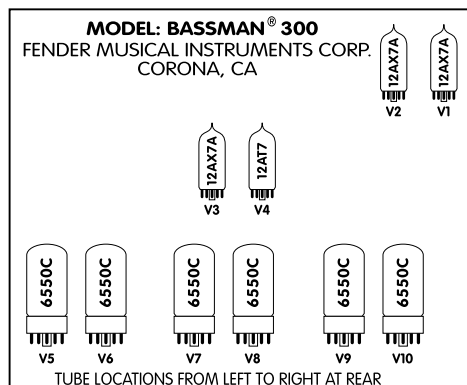 MODEL: BASSMAN® 300
FENDER MUSICAL INSTRUMENTS CORP.
CORONA, CA
12AX7A
12AX7A
V2
V1
12AX7A
12AT7
V3
V4
6550C
6550C
6550C
6550C
6550C
6550C
V5
V6
V7
V8
V9
V10
TUBE LOCATIONS FROM LEFT TO RIGHT AT REAR